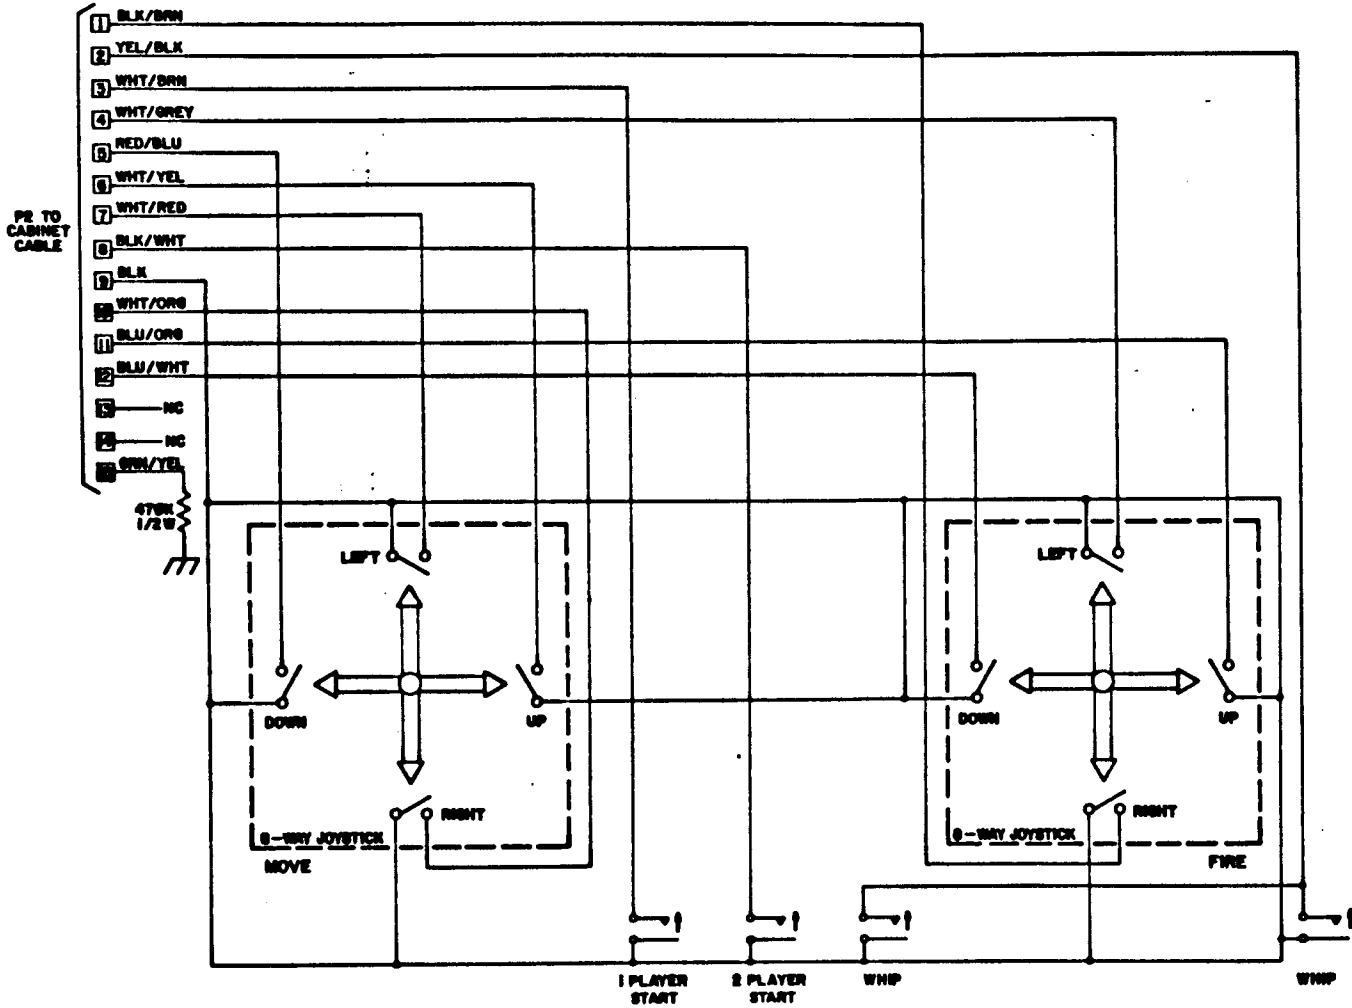 1 BLK/BRN
2 YEL/BLK
3 WHT/BRN
4 WHT/GREY
5 RED/BLU
6 WHT/YEL
7 WHT/RED
8 BLK/WHT
9 BLK
10 WHT/ORG
11 BLU/ORG
12 BLU/WHT
13 NC
14 NC
GRN/YEL
P2 TO
CABINET
CABLE
470K
1/2W
LEFT
DOWN
UP
RIGHT
8-WAY JOYSTICK
MOVE
LEFT
DOWN
UP
RIGHT
8-WAY JOYSTICK
FIRE
1 PLAYER
START
2 PLAYER
START
WHIP
WHIP